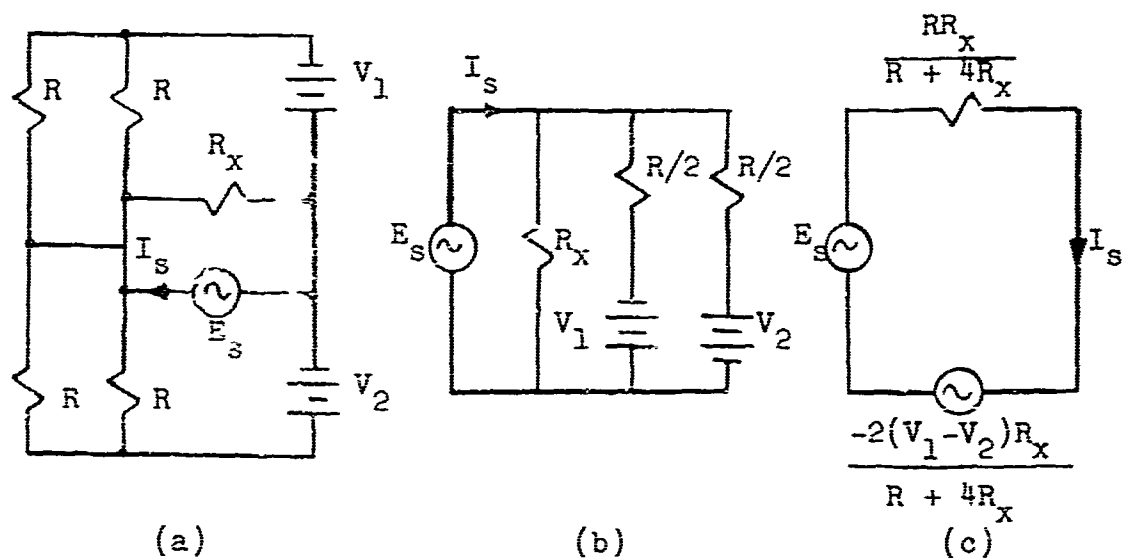 R
R
V1
Rx
Is
Es
R
R
V2
(a)
Is
Es
Rx
R/2
R/2
V1
V2
(b)
RRx
R + 4Rx
Es
Is
-2(V1-V2)Rx
R + 4Rx
(c)